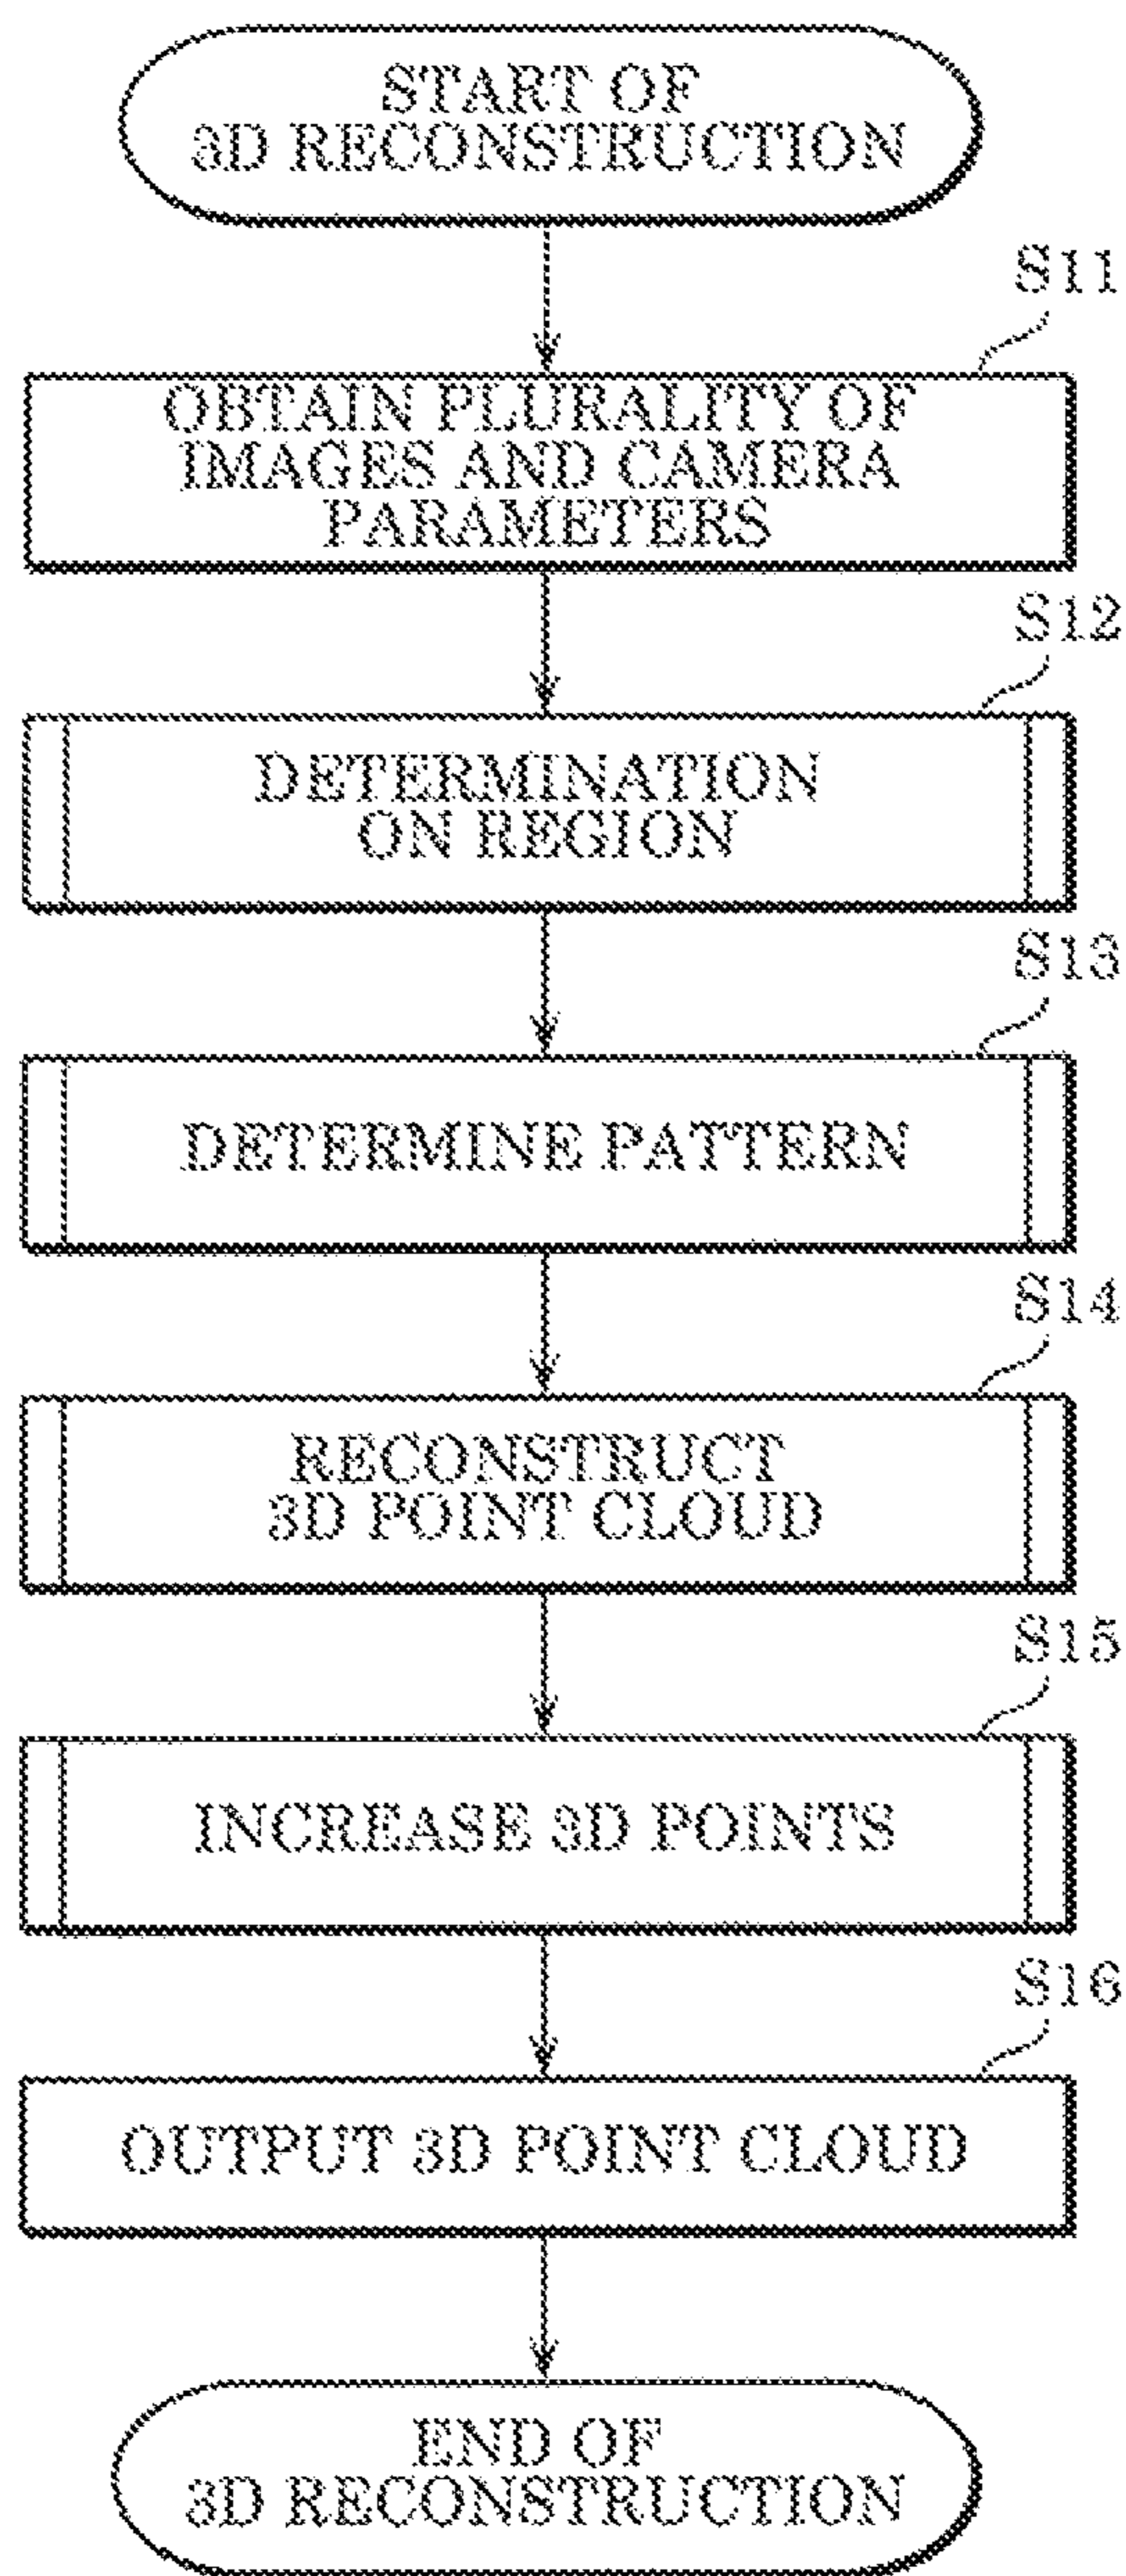 START OF
3D RECONSTRUCTION
S11
OBTAIN PLURALITY OF
IMAGES AND CAMERA
PARAMETERS
S12
DETERMINATION
ON REGION
S13
DETERMINE PATTERN
S14
RECONSTRUCT
3D POINT CLOUD
S15
INCREASE 3D POINTS
S16
OUTPUT 3D POINT CLOUD
END OF
3D RECONSTRUCTION